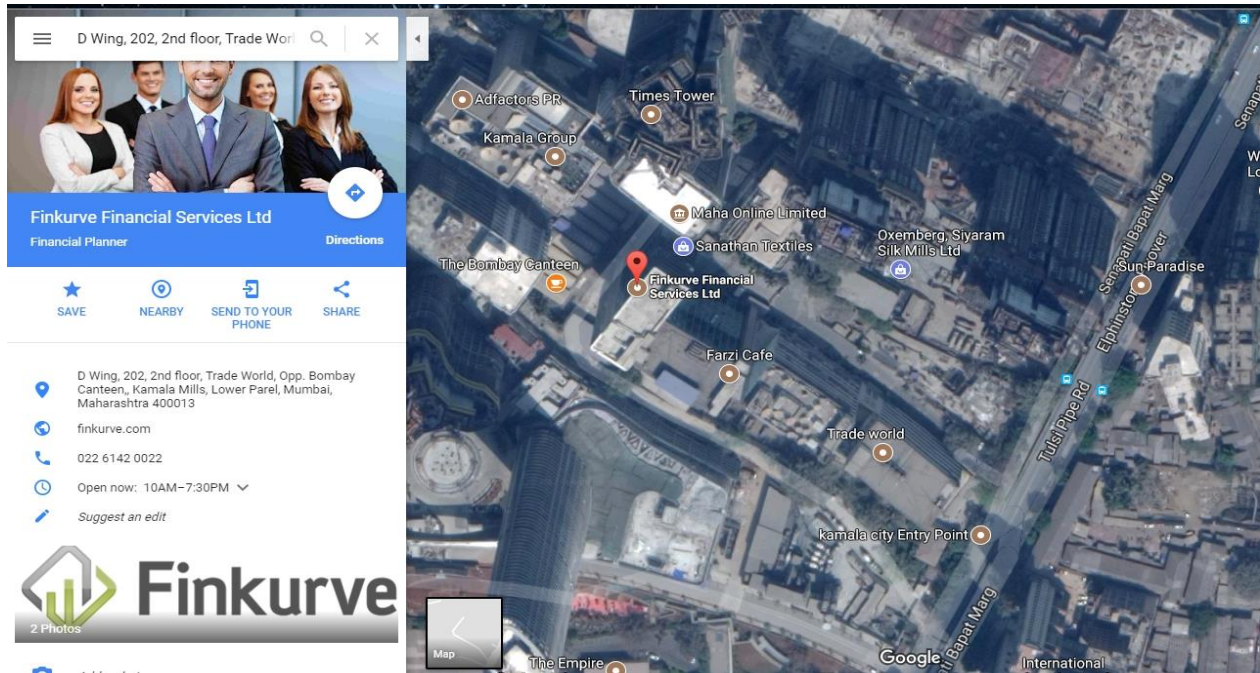 D Wing, 202, 2nd floor, Trade Worl
Finkurve Financial Services Ltd
Financial Planner
Directions
SAVE
NEARBY
SEND TO YOUR
PHONE
SHARE
D Wing, 202, 2nd floor, Trade World, Opp. Bombay
Canteen,, Kamala Mills, Lower Parel, Mumbai,
Maharashtra 400013
finkurve.com
022 6142 0022
Open now: 10AM–7:30PM
Suggest an edit
Finkurve
2 Photos
Adfactors PR
Times Tower
Kamala Group
Maha Online Limited
Sanathan Textiles
Oxemberg, Siyaram
Silk Mills Ltd
The Bombay Canteen
Finkurve Financial
Services Ltd
Sun Paradise
Senapati Bapat Marg
Farzi Cafe
Tulsi Pipe Rd
Trade world
kamala city Entry Point
Map
The Empire
Google
International